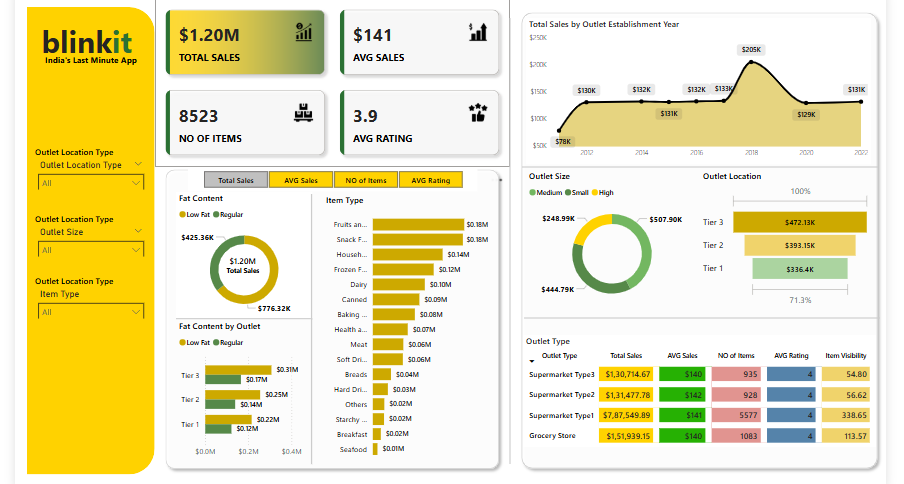 blinkit
India's Last Minute App
Outlet Location Type
Outlet Location Type
All
Outlet Location Type
Outlet Size
All
Outlet Location Type
Item Type
All
$1.20M
TOTAL SALES
$141
AVG SALES
8523
NO OF ITEMS
3.9
AVG RATING
Total Sales AVG Sales NO of Items AVG Rating
Fat Content
Low Fat Regular
$425.36K
$1.20M
Total Sales
$776.32K
Fat Content by Outlet
Low Fat Regular
Tier 3 $0.31M
$0.17M
Tier 2 $0.25M
$0.14M
Tier 1 $0.22M
$0.12M
$0.0M $0.2M $0.4M
Item Type
Fruits an... $0.18M
Snack F... $0.18M
Househ... $0.14M
Frozen F... $0.12M
Dairy $0.10M
Canned $0.09M
Baking ... $0.08M
Health a... $0.07M
Meat $0.06M
Soft Dri... $0.06M
Breads $0.04M
Hard Dri... $0.03M
Others $0.02M
Starchy ... $0.02M
Breakfast $0.02M
Seafood $0.01M
Total Sales by Outlet Establishment Year
$250K
$200K
$150K
$100K
$50K
$78K $130K $132K $131K $132K $133K $205K $129K $131K
2012 2014 2016 2018 2020 2022
Outlet Size
Medium Small High
$248.99K
$507.90K
$444.79K
Outlet Location
100%
Tier 3 $472.13K
Tier 2 $393.15K
Tier 1 $336.4K
71.3%
Outlet Type
Outlet Type Total Sales AVG Sales NO of Items AVG Rating Item Visibility
Supermarket Type3 $1,30,714.67 $140 935 4 54.80
Supermarket Type2 $1,31,477.78 $142 928 4 56.62
Supermarket Type1 $7,87,549.89 $141 5577 4 338.65
Grocery Store $1,51,939.15 $140 1083 4 113.57